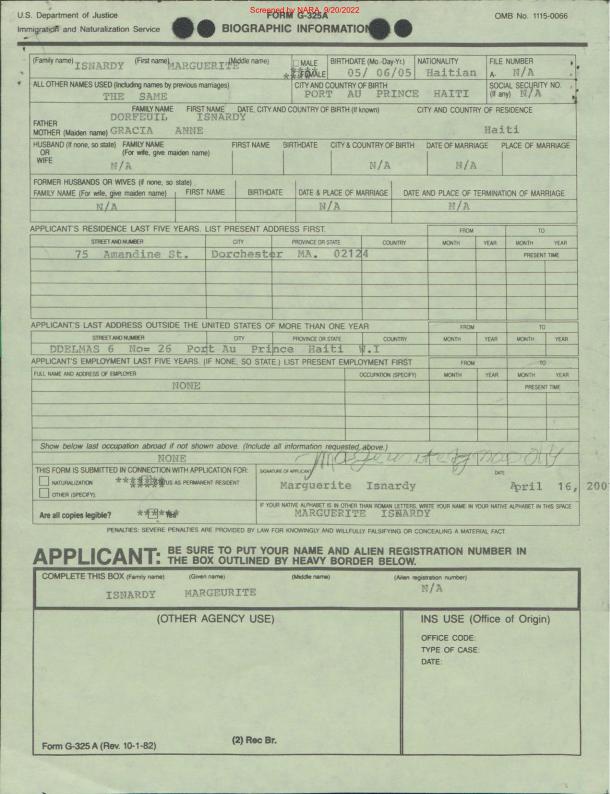 Screened by NARA, 9/20/2022
U.S. Department of Justice
Immigration and Naturalization Service
FORM G-325A
BIOGRAPHIC INFORMATION
OMB No. 1115-0066
(Family name) (First name) (Middle name) MALE FEMALE BIRTHDATE (Mo.-Day-Yr.) NATIONALITY FILE NUMBER
ISNARDY MARGUERITE 05/ 06/05 Haitian A- N/A
ALL OTHER NAMES USED (Including names by previous marriages) CITY AND COUNTRY OF BIRTH SOCIAL SECURITY NO. (If any)
THE SAME PORT AU PRINCE HAITI N/A
FAMILY NAME FIRST NAME DATE, CITY AND COUNTRY OF BIRTH (If known) CITY AND COUNTRY OF RESIDENCE
FATHER DORFEUIL ISNARDY
MOTHER (Maiden name) GRACIA ANNE Haiti
HUSBAND (If none, so state) OR WIFE FAMILY NAME (For wife, give maiden name) FIRST NAME BIRTHDATE CITY & COUNTRY OF BIRTH DATE OF MARRIAGE PLACE OF MARRIAGE
N/A N/A N/A
FORMER HUSBANDS OR WIVES (if none, so state)
FAMILY NAME (For wife, give maiden name) FIRST NAME BIRTHDATE DATE & PLACE OF MARRIAGE DATE AND PLACE OF TERMINATION OF MARRIAGE
N/A N/A N/A
APPLICANT'S RESIDENCE LAST FIVE YEARS. LIST PRESENT ADDRESS FIRST. FROM TO
STREET AND NUMBER CITY PROVINCE OR STATE COUNTRY MONTH YEAR MONTH YEAR
75 Amandine St. Dorchester MA. 02124 PRESENT TIME
APPLICANT'S LAST ADDRESS OUTSIDE THE UNITED STATES OF MORE THAN ONE YEAR FROM TO
STREET AND NUMBER CITY PROVINCE OR STATE COUNTRY MONTH YEAR MONTH YEAR
DDELMAS 6 No= 26 Port Au Prince Haiti W.I
APPLICANT'S EMPLOYMENT LAST FIVE YEARS. (IF NONE, SO STATE) LIST PRESENT EMPLOYMENT FIRST FROM TO
FULL NAME AND ADDRESS OF EMPLOYER OCCUPATION (SPECIFY) MONTH YEAR MONTH YEAR
NONE PRESENT TIME
Show below last occupation abroad if not shown above. (Include all information requested above.)
NONE
THIS FORM IS SUBMITTED IN CONNECTION WITH APPLICATION FOR: SIGNATURE OF APPLICANT DATE
NATURALIZATION US AS PERMANENT RESIDENT
OTHER (SPECIFY):
Marguerite Isnardy April 16, 200
Are all copies legible? Yes
IF YOUR NATIVE ALPHABET IS IN OTHER THAN ROMAN LETTERS, WRITE YOUR NAME IN YOUR NATIVE ALPHABET IN THIS SPACE
MARGUERITE ISNARDY
PENALTIES: SEVERE PENALTIES ARE PROVIDED BY LAW FOR KNOWINGLY AND WILLFULLY FALSIFYING OR CONCEALING A MATERIAL FACT.
APPLICANT: BE SURE TO PUT YOUR NAME AND ALIEN REGISTRATION NUMBER IN
THE BOX OUTLINED BY HEAVY BORDER BELOW.
COMPLETE THIS BOX (Family name) (Given name) (Middle name) (Alien registration number)
ISNARDY MARGEURITE N/A
(OTHER AGENCY USE) INS USE (Office of Origin)
OFFICE CODE:
TYPE OF CASE:
DATE:
Form G-325 A (Rev. 10-1-82) (2) Rec Br.